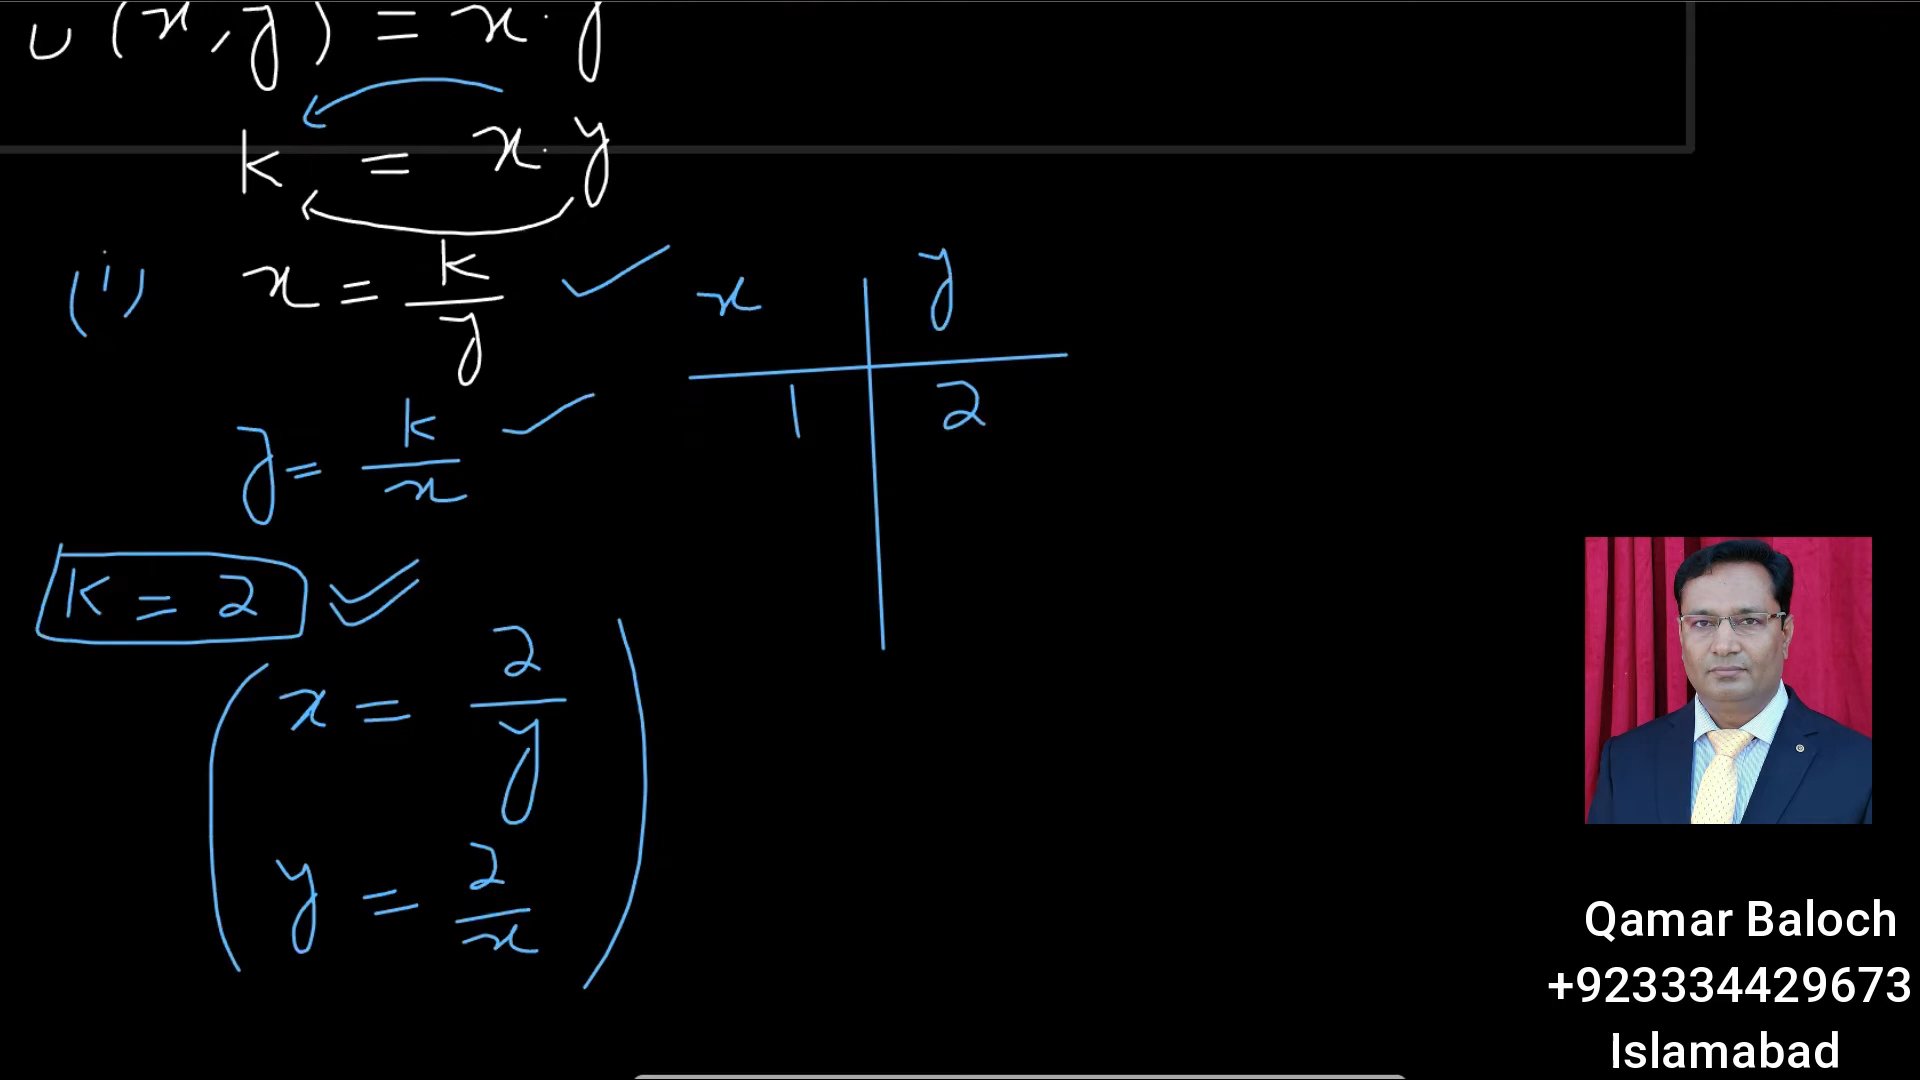 U(x,y) = x.y
k = x.y
(i) x = k/y
x | y
1 | 2
y = k/x
K = 2
x = 2/y
y = 2/x
Qamar Baloch
+923334429673
Islamabad